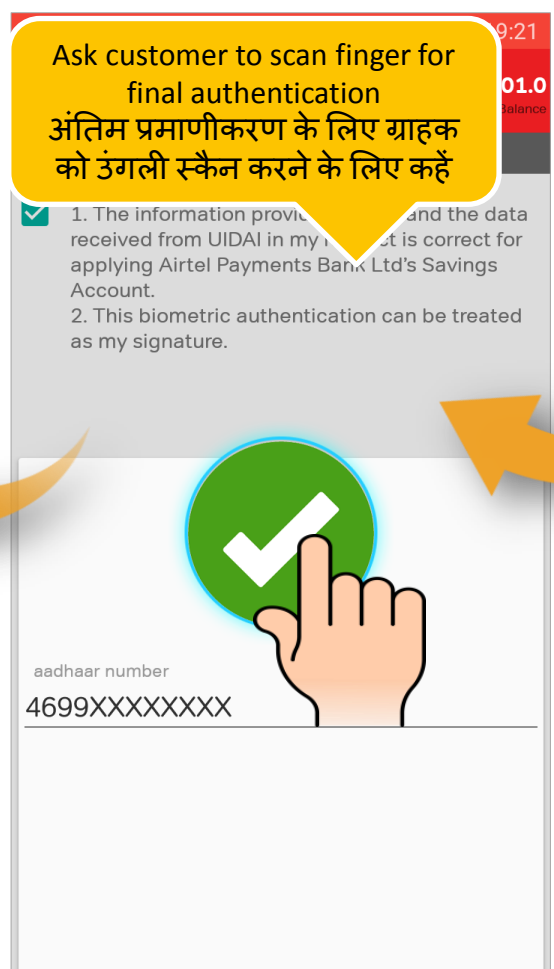 9:21
Ask customer to scan finger for
final authentication
अंतिम प्रमाणीकरण के लिए ग्राहक
को उंगली स्कैन करने के लिए कहें
01.0
Balance
1. The information and the data
received from UIDAI in my is correct for
applying Airtel Payments Bank Ltd's Savings
Account.
2. This biometric authentication can be treated
as my signature.
aadhaar number
4699XXXXXXXX